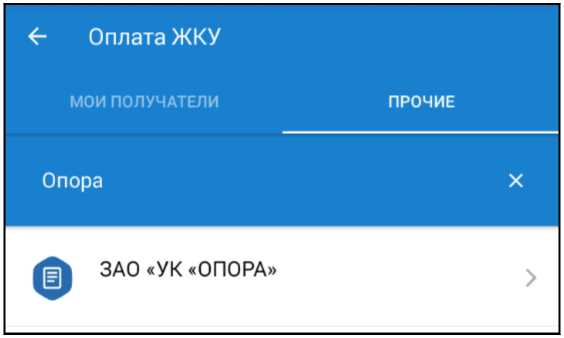 Оплата ЖКУ
МОИ ПОЛУЧАТЕЛИ
ПРОЧИЕ
Опора
ЗАО «УК «ОПОРА»